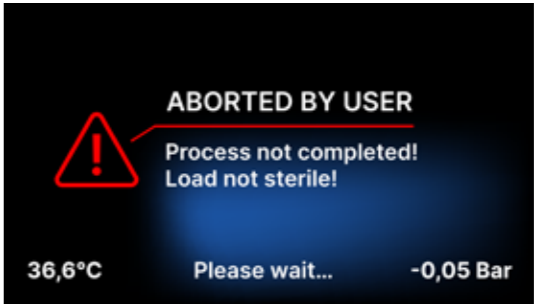 ABORTED BY USER
Process not completed!
Load not sterile!
36,6°C Please wait... -0,05 Bar